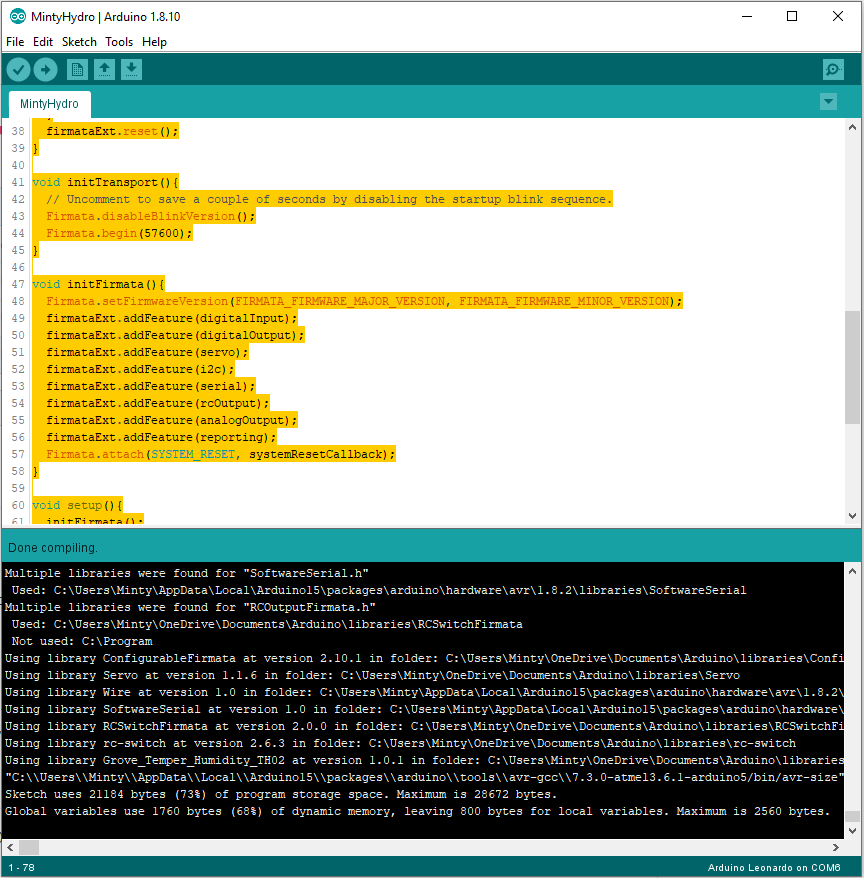 MintyHydro | Arduino 1.8.10
File Edit Sketch Tools Help
MintyHydro
38 firmataExt.reset();
39 }
40
41 void initTransport(){
42 // Uncomment to save a couple of seconds by disabling the startup blink sequence.
43 Firmata.disableBlinkVersion();
44 Firmata.begin(57600);
45 }
46
47 void initFirmata(){
48 Firmata.setFirmwareVersion(FIRMATA_FIRMWARE_MAJOR_VERSION, FIRMATA_FIRMWARE_MINOR_VERSION);
49 firmataExt.addFeature(digitalInput);
50 firmataExt.addFeature(digitalOutput);
51 firmataExt.addFeature(servo);
52 firmataExt.addFeature(i2c);
53 firmataExt.addFeature(serial);
54 firmataExt.addFeature(rcOutput);
55 firmataExt.addFeature(analogOutput);
56 firmataExt.addFeature(reporting);
57 Firmata.attach(SYSTEM_RESET, systemResetCallback);
58 }
59
60 void setup(){
61 initFirmata();
Done compiling.
Multiple libraries were found for "SoftwareSerial.h"
Used: C:\Users\Minty\AppData\Local\Arduino15\packages\arduino\hardware\avr\1.8.2\libraries\SoftwareSerial
Multiple libraries were found for "RCOutputFirmata.h"
Used: C:\Users\Minty\OneDrive\Documents\Arduino\libraries\RCSwitchFirmata
Not used: C:\Program
Using library ConfigurableFirmata at version 2.10.1 in folder: C:\Users\Minty\OneDrive\Documents\Arduino\libraries\Confi
Using library Servo at version 1.1.6 in folder: C:\Users\Minty\OneDrive\Documents\Arduino\libraries\Servo
Using library Wire at version 1.0 in folder: C:\Users\Minty\AppData\Local\Arduino15\packages\arduino\hardware\avr\1.8.2\
Using library SoftwareSerial at version 1.0 in folder: C:\Users\Minty\AppData\Local\Arduino15\packages\arduino\hardware\
Using library RCSwitchFirmata at version 2.0.0 in folder: C:\Users\Minty\OneDrive\Documents\Arduino\libraries\RCSwitchFi
Using library rc-switch at version 2.6.3 in folder: C:\Users\Minty\OneDrive\Documents\Arduino\libraries\rc-switch
Using library Grove_Temper_Humidity_TH02 at version 1.0.1 in folder: C:\Users\Minty\OneDrive\Documents\Arduino\libraries
"C:\\Users\\Minty\\AppData\\Local\\Arduino15\\packages\\arduino\\tools\\avr-gcc\\7.3.0-atmel3.6.1-arduino5/bin/avr-size"
Sketch uses 21184 bytes (73%) of program storage space. Maximum is 28672 bytes.
Global variables use 1760 bytes (68%) of dynamic memory, leaving 800 bytes for local variables. Maximum is 2560 bytes.
1 - 78
Arduino Leonardo on COM6